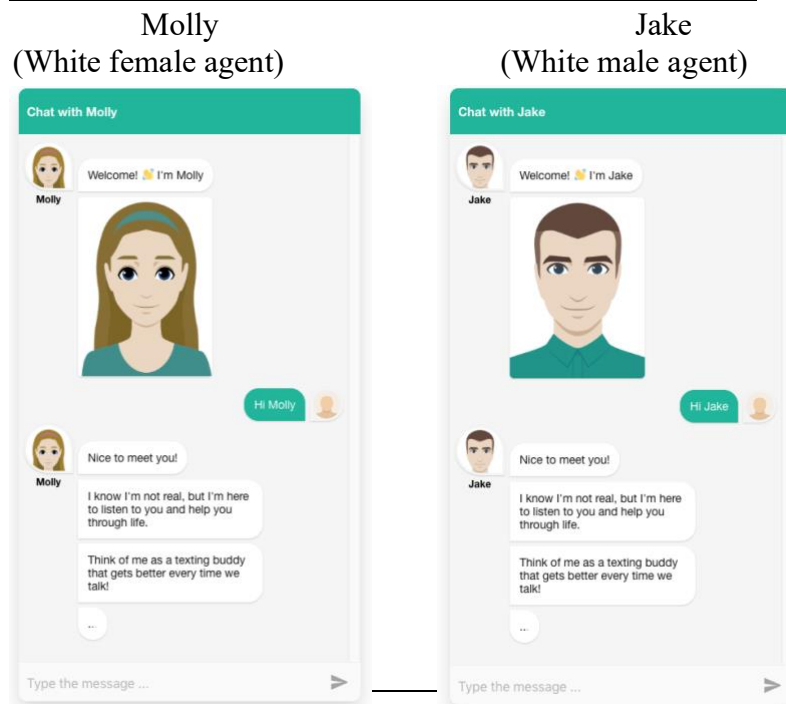 Molly
(White female agent)
Chat with Molly
Welcome! 👋 I'm Molly
Molly
Hi Molly
Nice to meet you!
Molly
I know I'm not real, but I'm here
to listen to you and help you
through life.
Think of me as a texting buddy
that gets better every time we
talk!
...
Type the message ...
Jake
(White male agent)
Chat with Jake
Welcome! 👋 I'm Jake
Jake
Hi Jake
Nice to meet you!
Jake
I know I'm not real, but I'm here
to listen to you and help you
through life.
Think of me as a texting buddy
that gets better every time we
talk!
...
Type the message ...